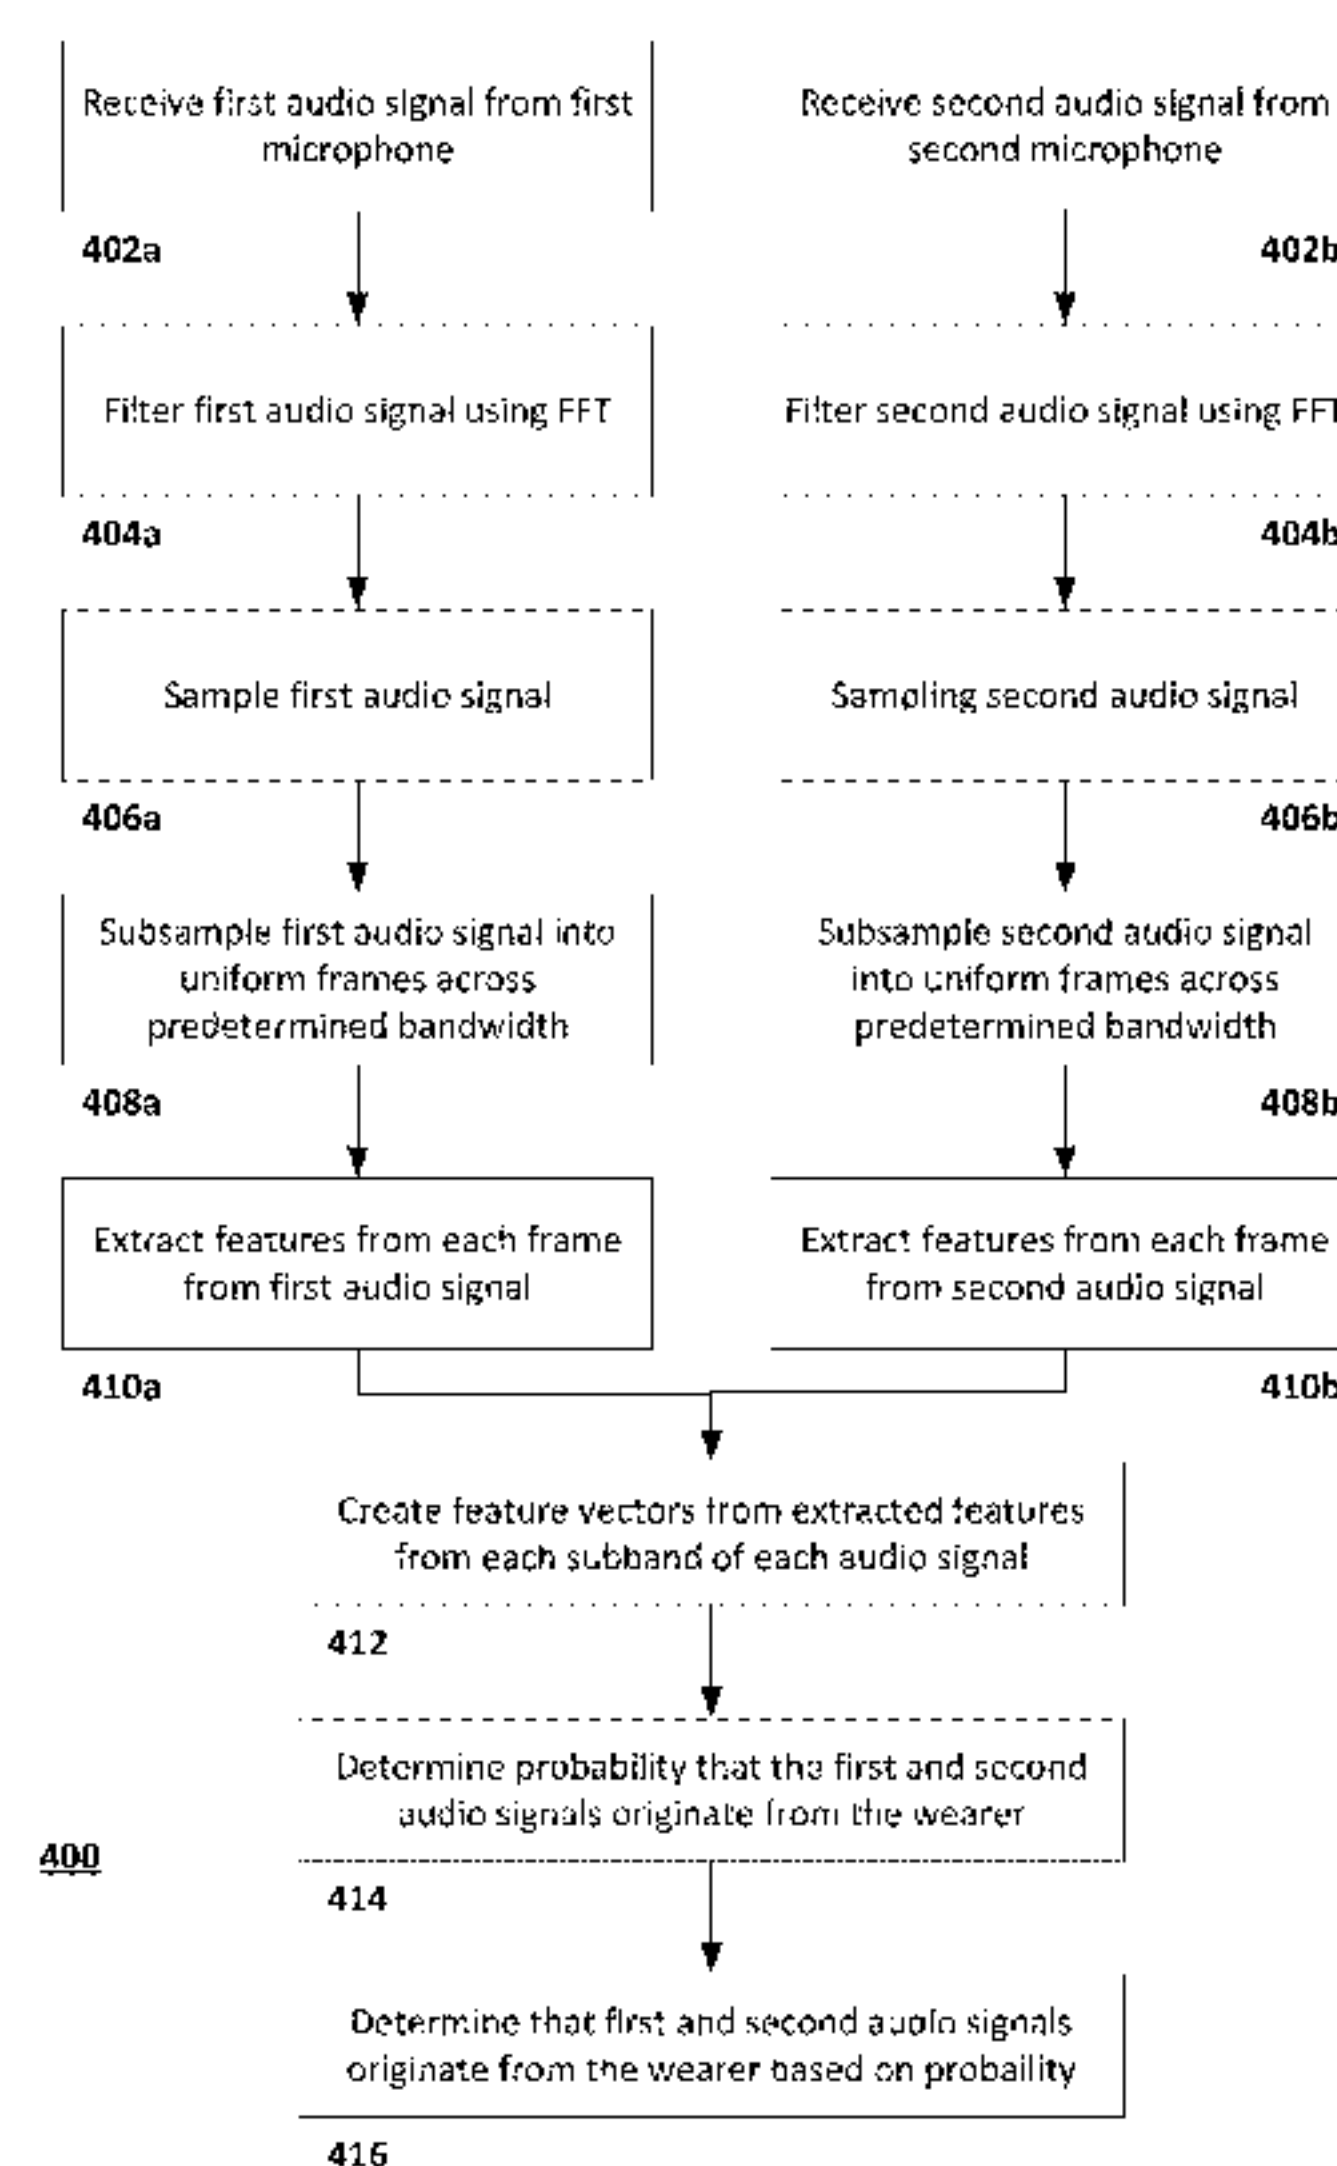 Receive first audio signal from first
microphone
402a
Receive second audio signal from
second microphone
402b
Filter first audio signal using FFT
404a
Filter second audio signal using FFT
404b
Sample first audio signal
406a
Sampling second audio signal
406b
Subsample first audio signal into
uniform frames across
predetermined bandwidth
408a
Subsample second audio signal
into uniform frames across
predetermined bandwidth
408b
Extract features from each frame
from first audio signal
410a
Extract features from each frame
from second audio signal
410b
Create feature vectors from extracted features
from each subband of each audio signal
412
Determine probability that the first and second
audio signals originate from the wearer
414
400
Determine that first and second audio signals
originate from the wearer based on probaility
416